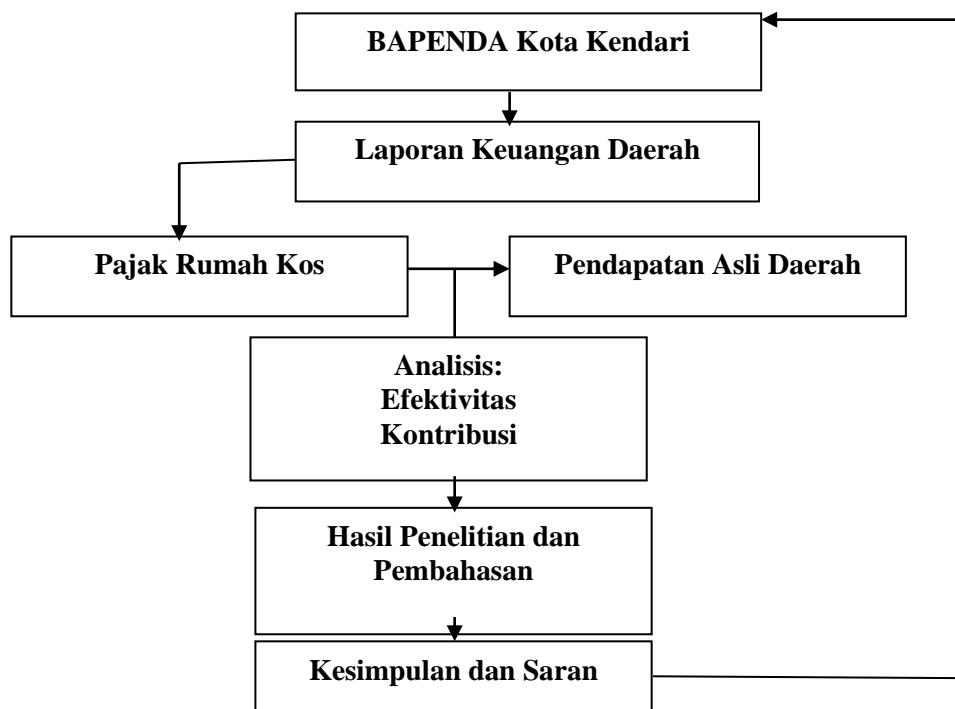 BAPENDA Kota Kendari
Laporan Keuangan Daerah
Pajak Rumah Kos
Pendapatan Asli Daerah
Analisis:
Efektivitas
Kontribusi
Hasil Penelitian dan
Pembahasan
Kesimpulan dan Saran